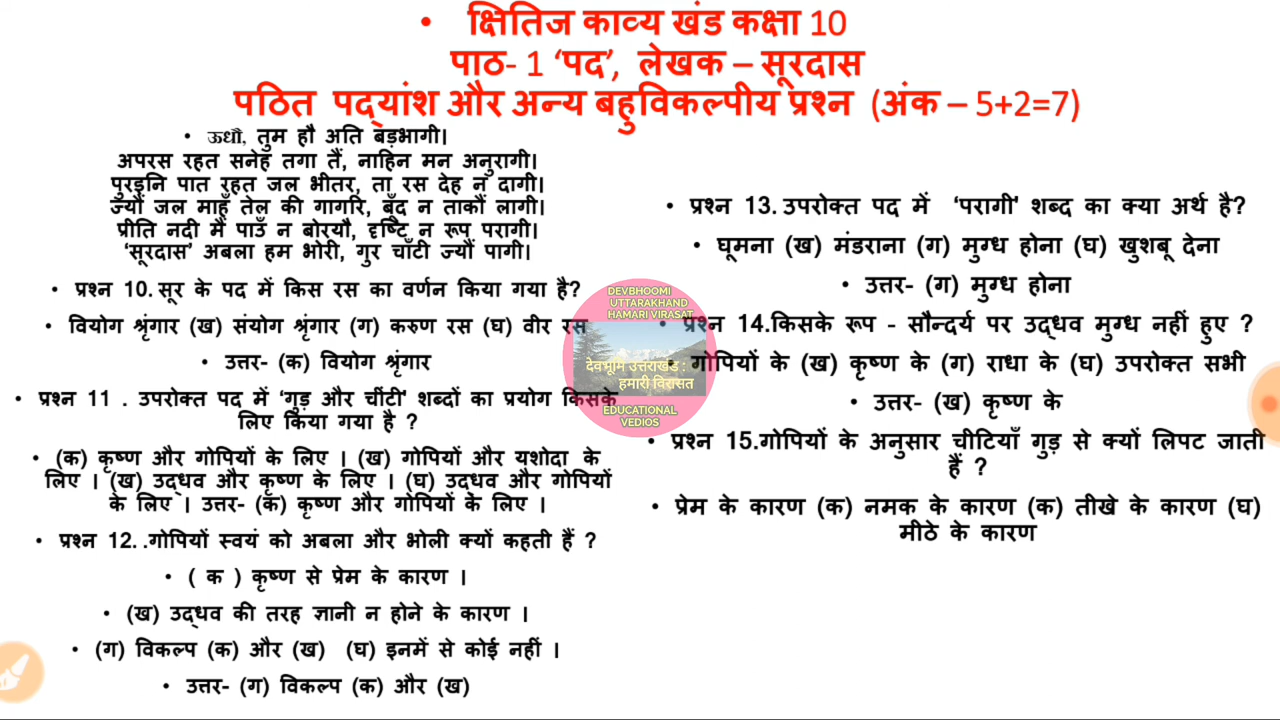 • क्षितिज काव्य खंड कक्षा 10
पाठ- 1 ‘पद’, लेखक – सूरदास
पठित पद्यांश और अन्य बहुविकल्पीय प्रश्न (अंक – 5+2=7)
• ऊधौ, तुम हौ अति बड़भागी।
अपरस रहत सनेह तगा तैं, नाहिन मन अनुरागी।
पुरइनि पात रहत जल भीतर, ता रस देह न दागी।
ज्यौं जल माहँ तेल की गागरि, बूँद न ताकौं लागी।
प्रीति नदी मैं पाउँ न बोरयौ, दृष्टि न रूप परागी।
‘सूरदास’ अबला हम भोरी, गुर चाँटी ज्यौं पागी।
• प्रश्न 10. सूर के पद में किस रस का वर्णन किया गया है?
• वियोग श्रृंगार (ख) संयोग श्रृंगार (ग) करुण रस (घ) वीर रस
• उत्तर- (क) वियोग श्रृंगार
• प्रश्न 11 . उपरोक्त पद में ‘गुड़ और चींटी' शब्दों का प्रयोग किसके
लिए किया गया है ?
• (क) कृष्ण और गोपियों के लिए । (ख) गोपियों और यशोदा के
लिए । (ख) उद्धव और कृष्ण के लिए । (घ) उद्धव और गोपियों
के लिए । उत्तर- (क) कृष्ण और गोपियों के लिए ।
• प्रश्न 12. .गोपियों स्वयं को अबला और भोली क्यों कहती हैं ?
• ( क ) कृष्ण से प्रेम के कारण ।
• (ख) उद्धव की तरह ज्ञानी न होने के कारण ।
• (ग) विकल्प (क) और (ख) (घ) इनमें से कोई नहीं ।
• उत्तर- (ग) विकल्प (क) और (ख)
• प्रश्न 13. उपरोक्त पद में ‘परागी' शब्द का क्या अर्थ है?
• घूमना (ख) मंडराना (ग) मुग्ध होना (घ) खुशबू देना
• उत्तर- (ग) मुग्ध होना
• प्रश्न 14.किसके रूप - सौन्दर्य पर उद्धव मुग्ध नहीं हुए ?
• गोपियों के (ख) कृष्ण के (ग) राधा के (घ) उपरोक्त सभी
• उत्तर- (ख) कृष्ण के
• प्रश्न 15.गोपियों के अनुसार चीटियाँ गुड़ से क्यों लिपट जाती
हैं ?
• प्रेम के कारण (क) नमक के कारण (क) तीखे के कारण (घ)
मीठे के कारण
DEVBHOOMI
UTTARAKHAND
HAMARI VIRASAT
देवभूमि उत्तराखंड :
हमारी विरासत
EDUCATIONAL
VEDIOS